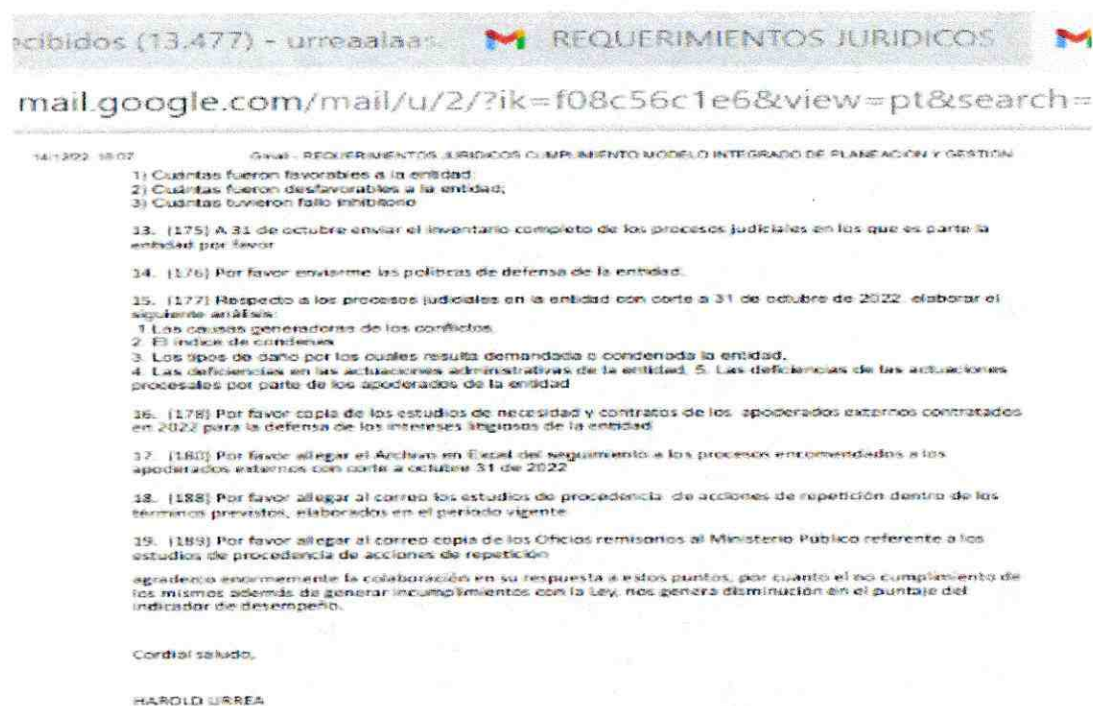 ecibidos (13.477) - urreaalaas. REQUERIMIENTOS JURIDICOS
mail.google.com/mail/u/2/?ik=f08c56c1e6&view=pt&search=
14/12/22, 18:07 Gmail - REQUERIMIENTOS JURIDICOS CUMPLIMIENTO MODELO INTEGRADO DE PLANEACION Y GESTION
1) Cuántas fueron favorables a la entidad;
2) Cuántas fueron desfavorables a la entidad;
3) Cuántas tuvieron fallo inhibitorio
13. (175) A 31 de octubre enviar el inventario completo de los procesos judiciales en los que es parte la
entidad por favor
14. (176) Por favor enviarme las políticas de defensa de la entidad.
15. (177) Respecto a los procesos judiciales en la entidad con corte a 31 de octubre de 2022, elaborar el
siguiente análisis:
1 Las causas generadoras de los conflictos.
2. El índice de condenas
3. Los tipos de daño por los cuales resulta demandada o condenada la entidad,
4. Las deficiencias en las actuaciones administrativas de la entidad, 5. Las deficiencias de las actuaciones
procesales por parte de los apoderados de la entidad
16. (178) Por favor copia de los estudios de necesidad y contratos de los apoderados externos contratados
en 2022 para la defensa de los intereses litigiosos de la entidad
17. (180) Por favor allegar el Archivo en Excel del seguimiento a los procesos encomendados a los
apoderados externos con corte a octubre 31 de 2022
18. (188) Por favor allegar al correo los estudios de procedencia de acciones de repetición dentro de los
términos previstos, elaborados en el periodo vigente
19. (189) Por favor allegar al correo copia de los Oficios remisorios al Ministerio Público referente a los
estudios de procedencia de acciones de repetición
agradezco enormemente la colaboración en su respuesta a estos puntos, por cuanto el no cumplimiento de
los mismos además de generar incumplimientos con la Ley, nos genera disminución en el puntaje del
indicador de desempeño.
Cordial saludo,
HAROLD URREA